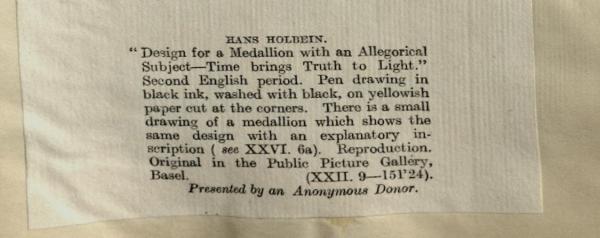 HANS HOLBEIN.
"Design for a Medallion with an Allegorical
Subject—Time brings Truth to Light."
Second English period. Pen drawing in
black ink, washed with black, on yellowish
paper cut at the corners. There is a small
drawing of a medallion which shows the
same design with an explanatory in-
scription ( see XXVI. 6a). Reproduction.
Original in the Public Picture Gallery,
Basel. (XXII. 9—151'24).
Presented by an Anonymous Donor.